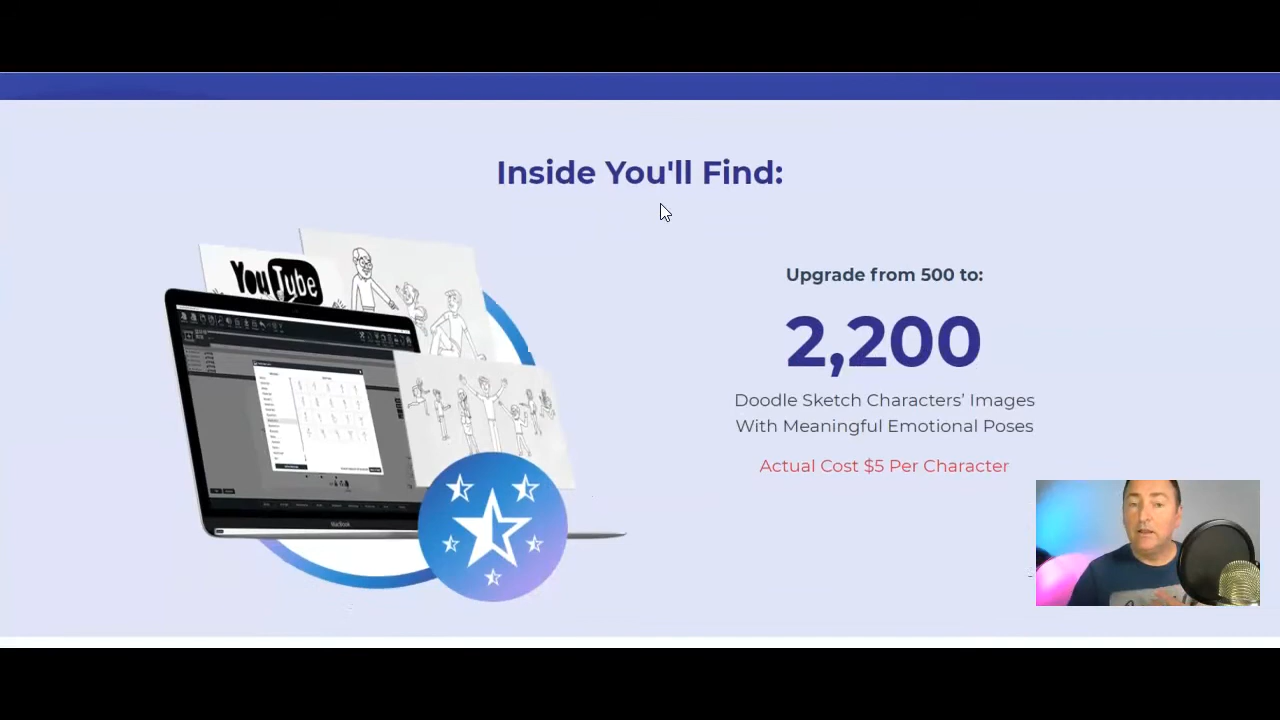 Inside You'll Find:
YouTube
Upgrade from 500 to:
2,200
Doodle Sketch Characters’ Images
With Meaningful Emotional Poses
Actual Cost $5 Per Character
MacBook